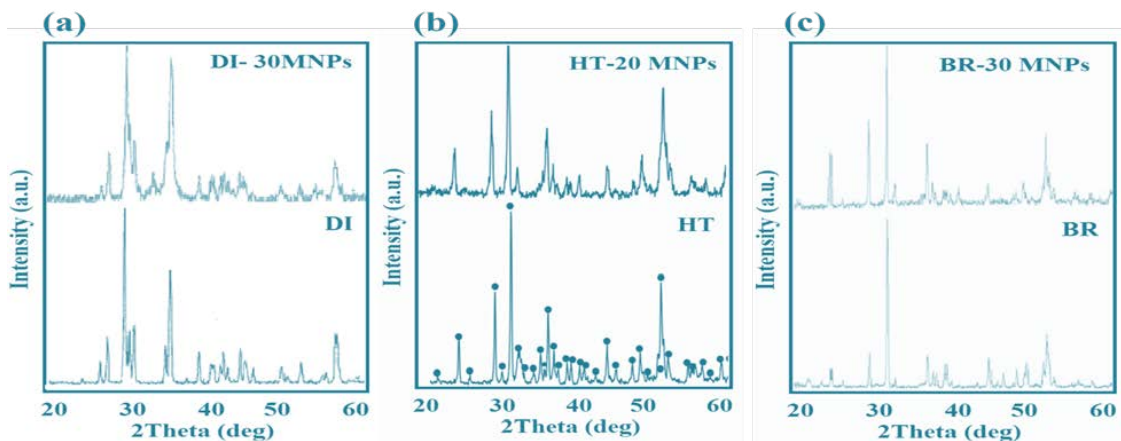 (a)
DI- 30MNPs
DI
Intensity (a.u.)
20 30 40 50 60
2Theta (deg)
(b)
HT-20 MNPs
HT
Intensity (a.u.)
20 30 40 50 60
2Theta (deg)
(c)
BR-30 MNPs
BR
Intensity (a.u.)
20 30 40 50 60
2Theta (deg)